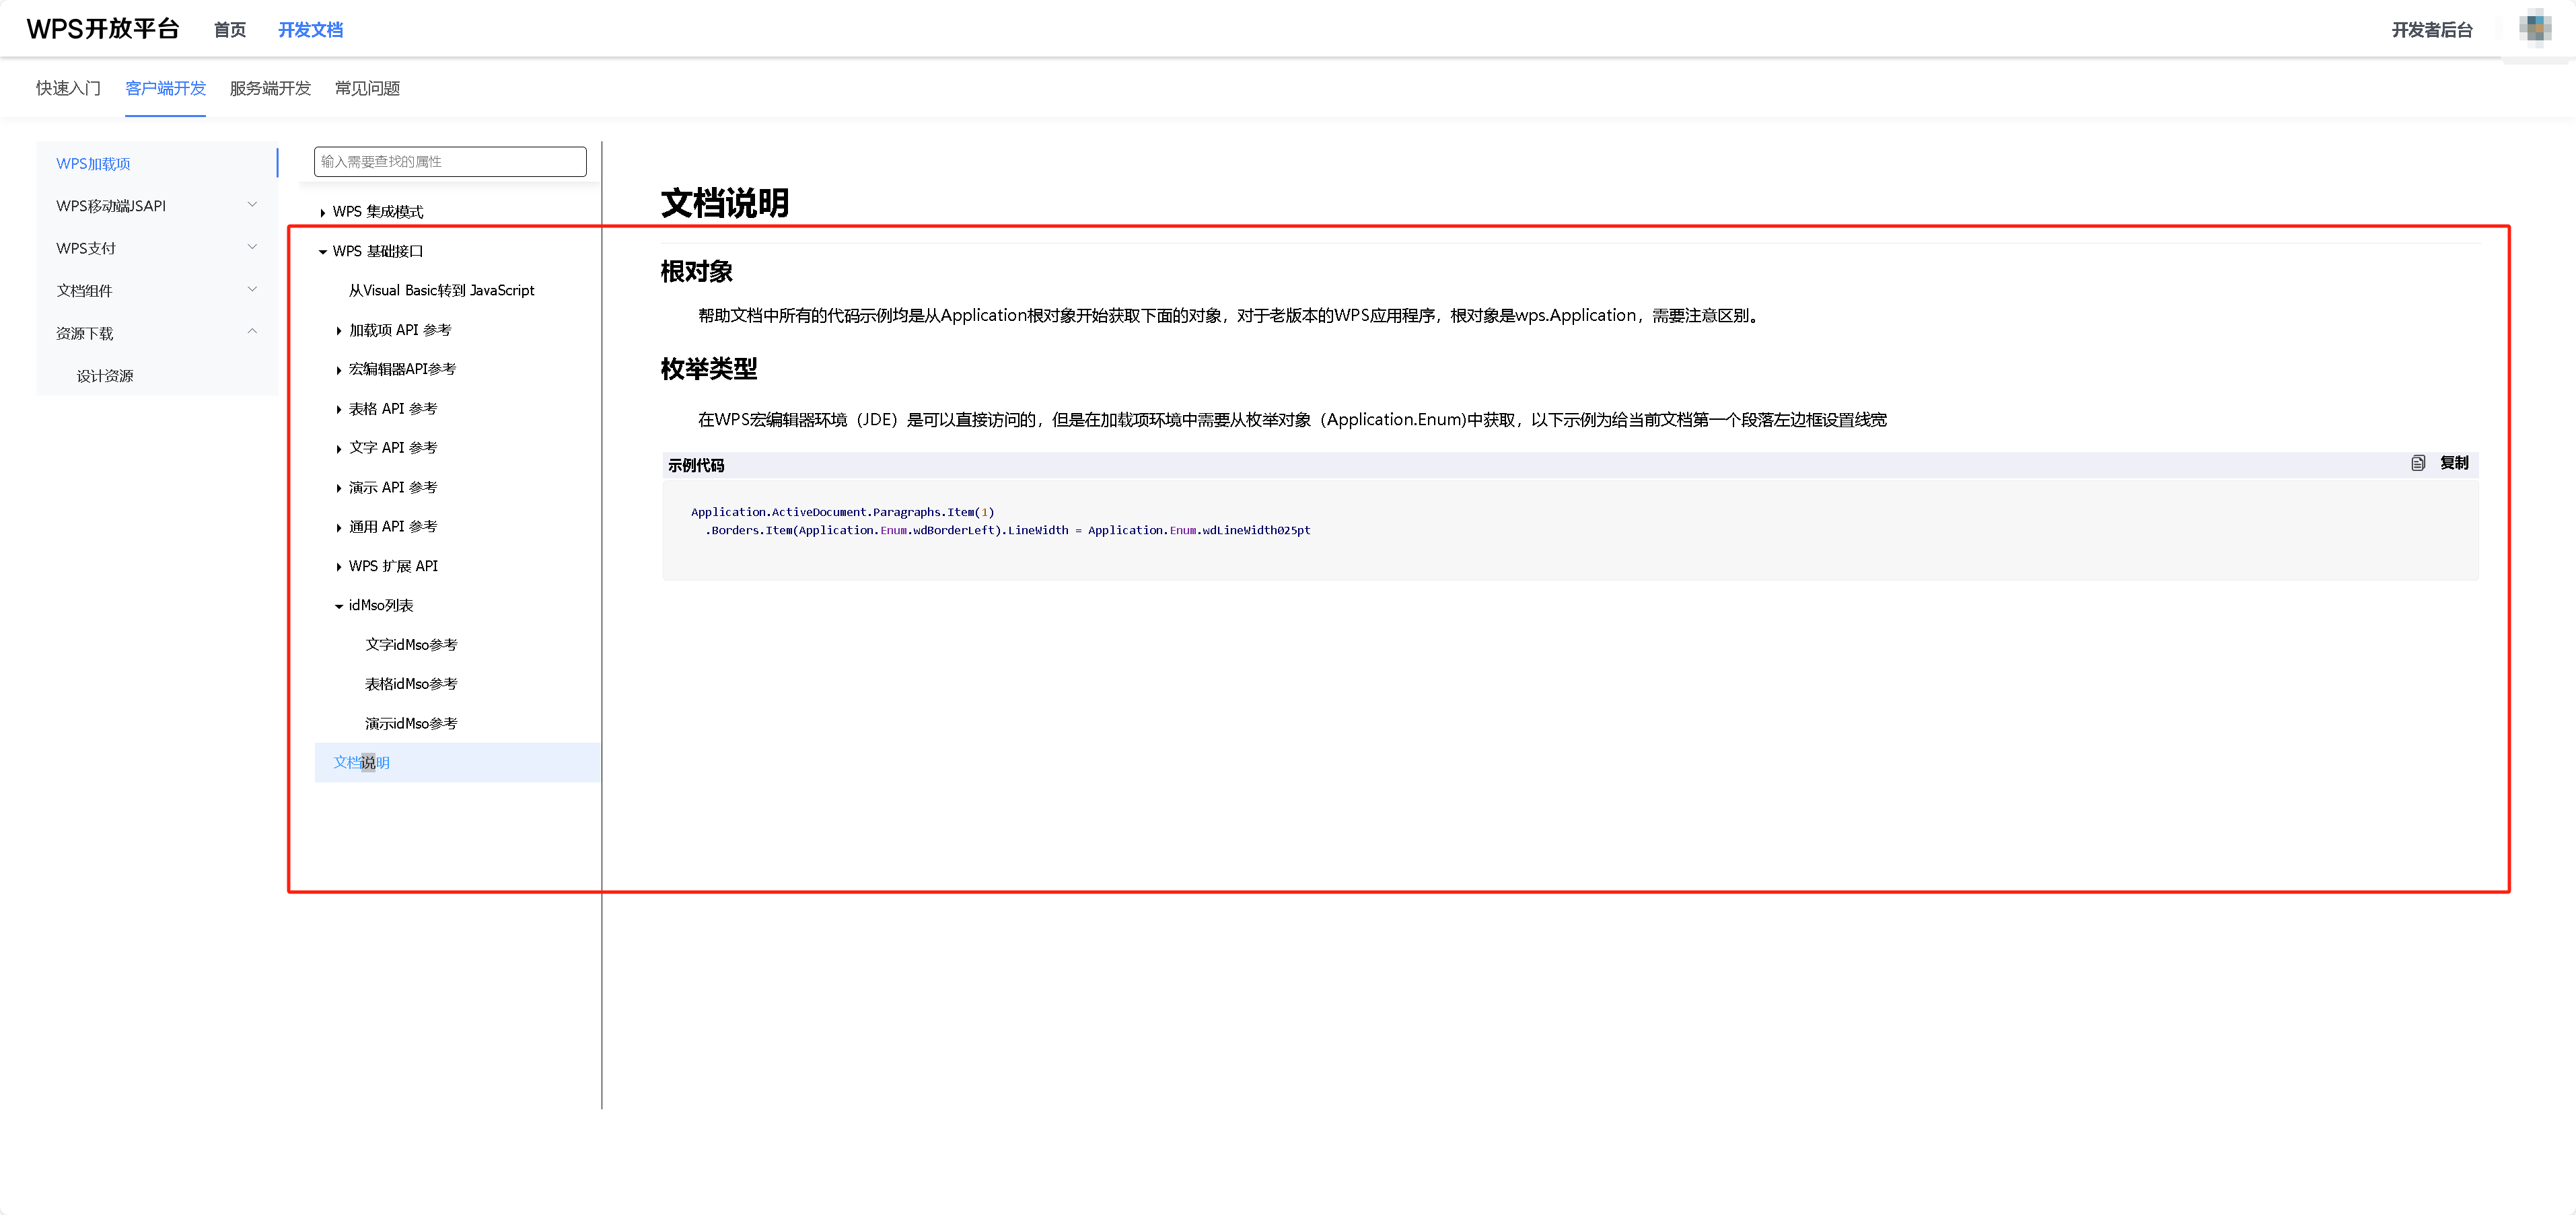 WPS开放平台 首页 开发文档 开发者后台
快速入门 客户端开发 服务端开发 常见问题
WPS加载项
WPS移动端JSAPI
WPS支付
文档组件
资源下载
设计资源
输入需要查找的属性
WPS 集成模式
WPS 基础接口
从Visual Basic转到 JavaScript
加载项 API 参考
宏编辑器API参考
表格 API 参考
文字 API 参考
演示 API 参考
通用 API 参考
WPS 扩展 API
idMso列表
文字idMso参考
表格idMso参考
演示idMso参考
文档说明
文档说明
根对象
帮助文档中所有的代码示例均是从Application根对象开始获取下面的对象，对于老版本的WPS应用程序，根对象是wps.Application，需要注意区别。
枚举类型
在WPS宏编辑器环境（JDE）是可以直接访问的，但是在加载项环境中需要从枚举对象（Application.Enum)中获取，以下示例为给当前文档第一个段落左边框设置线宽
示例代码 复制
Application.ActiveDocument.Paragraphs.Item(1)
.Borders.Item(Application.Enum.wdBorderLeft).LineWidth = Application.Enum.wdLineWidth025pt